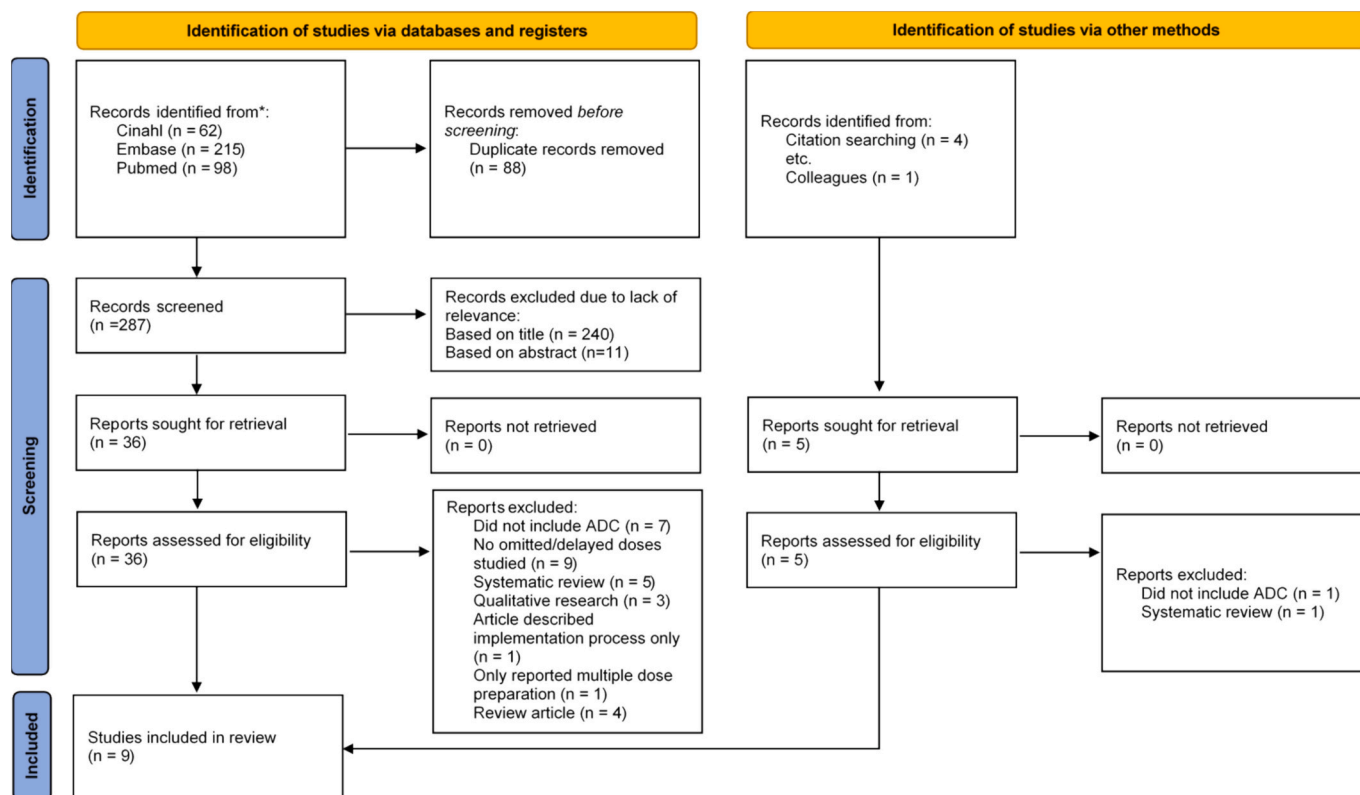 Identification of studies via databases and registers
Identification of studies via other methods
Identification
Records identified from*:
Cinahl (n = 62)
Embase (n = 215)
Pubmed (n = 98)
Records removed before
screening:
Duplicate records removed
(n = 88)
Records identified from:
Citation searching (n = 4)
etc.
Colleagues (n = 1)
Screening
Records screened
(n =287)
Records excluded due to lack of
relevance:
Based on title (n = 240)
Based on abstract (n=11)
Reports sought for retrieval
(n = 36)
Reports not retrieved
(n = 0)
Reports sought for retrieval
(n = 5)
Reports not retrieved
(n = 0)
Reports assessed for eligibility
(n = 36)
Reports excluded:
Did not include ADC (n = 7)
No omitted/delayed doses
studied (n = 9)
Systematic review (n = 5)
Qualitative research (n = 3)
Article described
implementation process only
(n = 1)
Only reported multiple dose
preparation (n = 1)
Review article (n = 4)
Reports assessed for eligibility
(n = 5)
Reports excluded:
Did not include ADC (n = 1)
Systematic review (n = 1)
Included
Studies included in review
(n = 9)